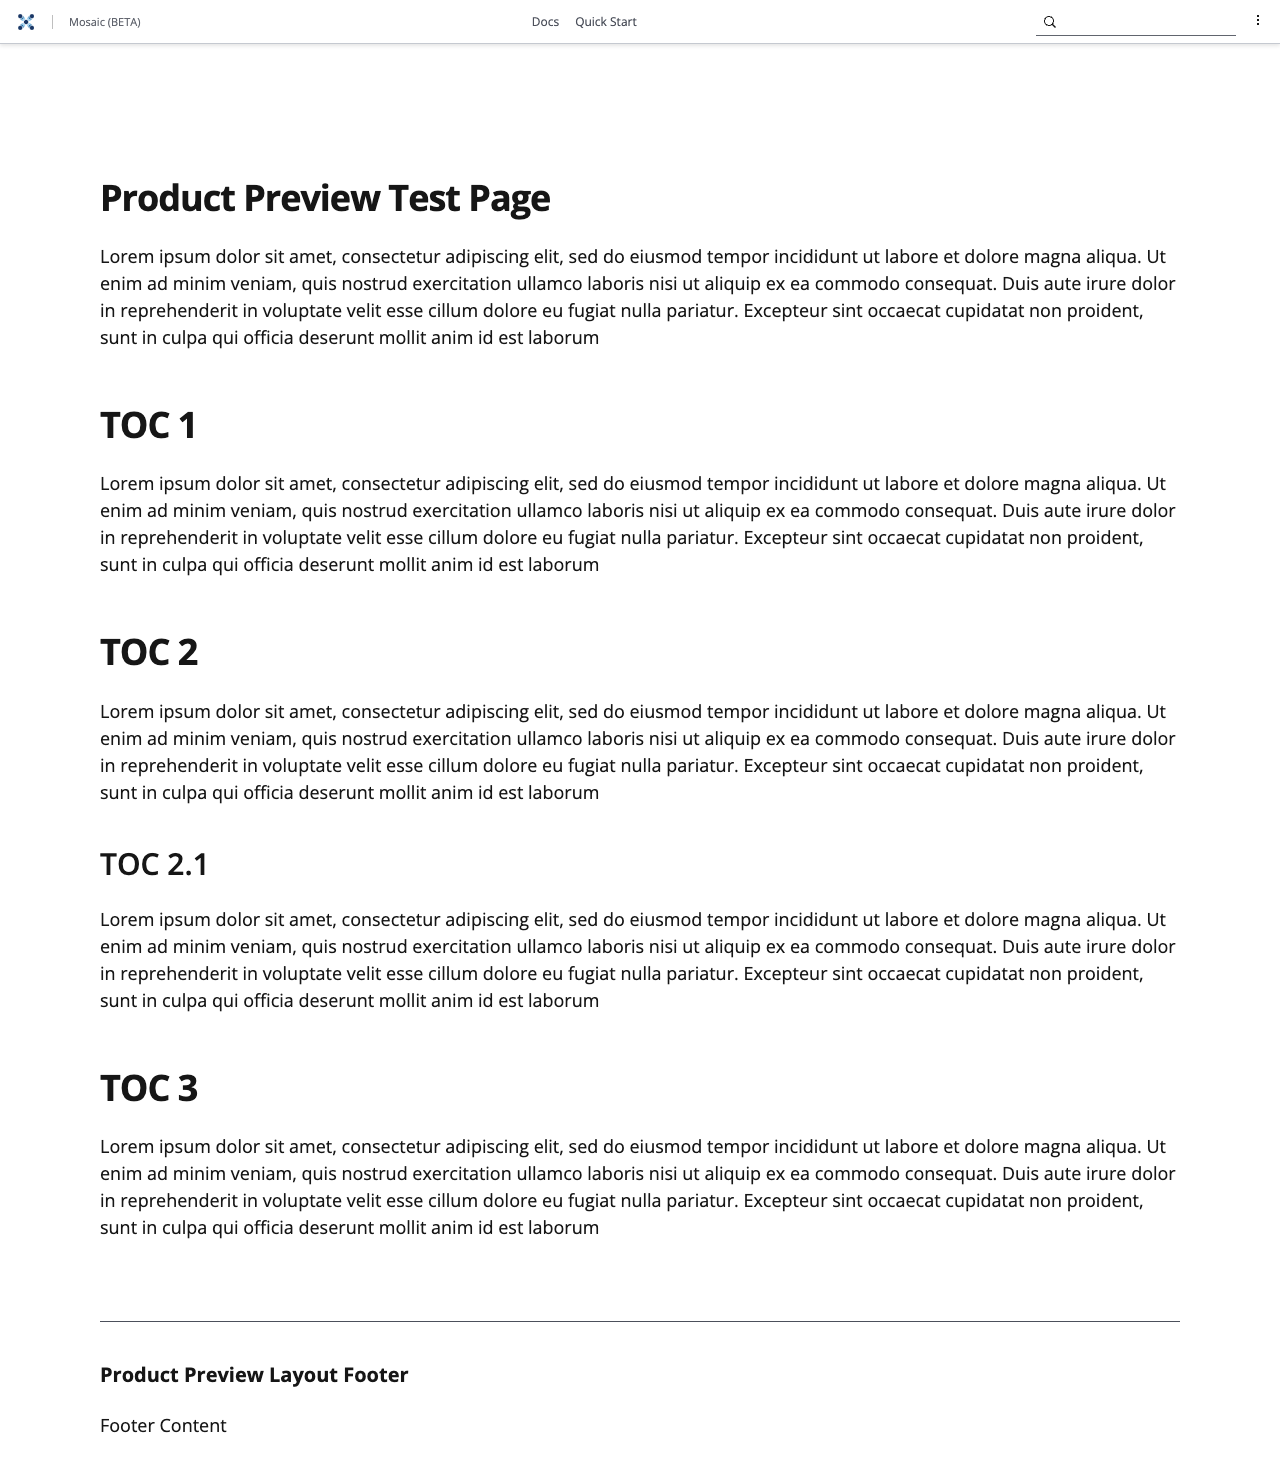 Mosaic (BETA)
Docs Quick Start
Product Preview Test Page
Lorem ipsum dolor sit amet, consectetur adipiscing elit, sed do eiusmod tempor incididunt ut labore et dolore magna aliqua. Ut
enim ad minim veniam, quis nostrud exercitation ullamco laboris nisi ut aliquip ex ea commodo consequat. Duis aute irure dolor
in reprehenderit in voluptate velit esse cillum dolore eu fugiat nulla pariatur. Excepteur sint occaecat cupidatat non proident,
sunt in culpa qui officia deserunt mollit anim id est laborum
TOC 1
Lorem ipsum dolor sit amet, consectetur adipiscing elit, sed do eiusmod tempor incididunt ut labore et dolore magna aliqua. Ut
enim ad minim veniam, quis nostrud exercitation ullamco laboris nisi ut aliquip ex ea commodo consequat. Duis aute irure dolor
in reprehenderit in voluptate velit esse cillum dolore eu fugiat nulla pariatur. Excepteur sint occaecat cupidatat non proident,
sunt in culpa qui officia deserunt mollit anim id est laborum
TOC 2
Lorem ipsum dolor sit amet, consectetur adipiscing elit, sed do eiusmod tempor incididunt ut labore et dolore magna aliqua. Ut
enim ad minim veniam, quis nostrud exercitation ullamco laboris nisi ut aliquip ex ea commodo consequat. Duis aute irure dolor
in reprehenderit in voluptate velit esse cillum dolore eu fugiat nulla pariatur. Excepteur sint occaecat cupidatat non proident,
sunt in culpa qui officia deserunt mollit anim id est laborum
TOC 2.1
Lorem ipsum dolor sit amet, consectetur adipiscing elit, sed do eiusmod tempor incididunt ut labore et dolore magna aliqua. Ut
enim ad minim veniam, quis nostrud exercitation ullamco laboris nisi ut aliquip ex ea commodo consequat. Duis aute irure dolor
in reprehenderit in voluptate velit esse cillum dolore eu fugiat nulla pariatur. Excepteur sint occaecat cupidatat non proident,
sunt in culpa qui officia deserunt mollit anim id est laborum
TOC 3
Lorem ipsum dolor sit amet, consectetur adipiscing elit, sed do eiusmod tempor incididunt ut labore et dolore magna aliqua. Ut
enim ad minim veniam, quis nostrud exercitation ullamco laboris nisi ut aliquip ex ea commodo consequat. Duis aute irure dolor
in reprehenderit in voluptate velit esse cillum dolore eu fugiat nulla pariatur. Excepteur sint occaecat cupidatat non proident,
sunt in culpa qui officia deserunt mollit anim id est laborum
Product Preview Layout Footer
Footer Content